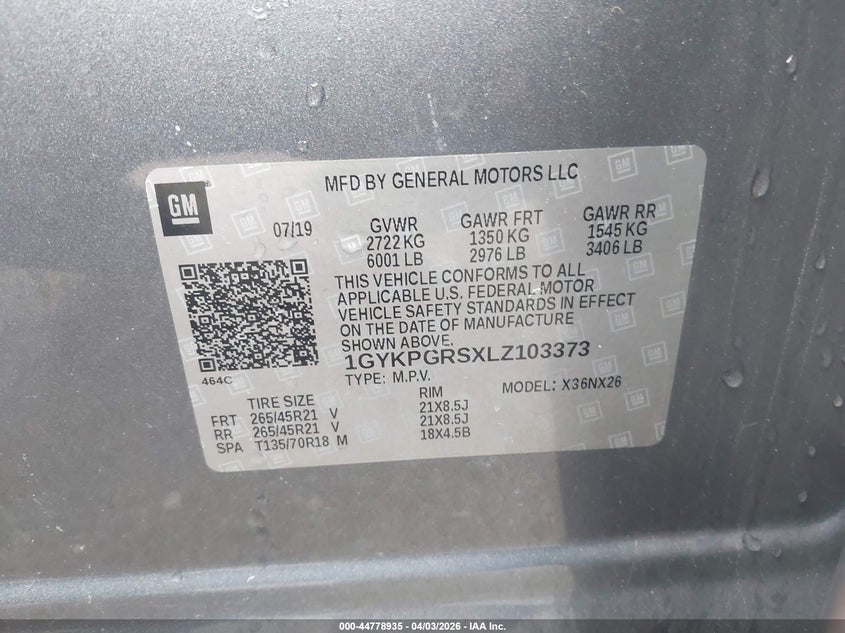 MFD BY GENERAL MOTORS LLC
GM
07/19
GVWR GAWR FRT GAWR RR
2722 KG 1350 KG 1545 KG
6001 LB 2976 LB 3406 LB
THIS VEHICLE CONFORMS TO ALL
APPLICABLE U.S. FEDERAL MOTOR
VEHICLE SAFETY STANDARDS IN EFFECT
ON THE DATE OF MANUFACTURE
SHOWN ABOVE.
1GYKPGRSXLZ103373
464C
TYPE: M.P.V. MODEL: X36NX26
TIRE SIZE RIM
FRT 265/45R21 V 21X8.5J
RR 265/45R21 V 21X8.5J
SPA T135/70R18 M 18X4.5B
000-44778935 - 04/03/2026 - IAA Inc.